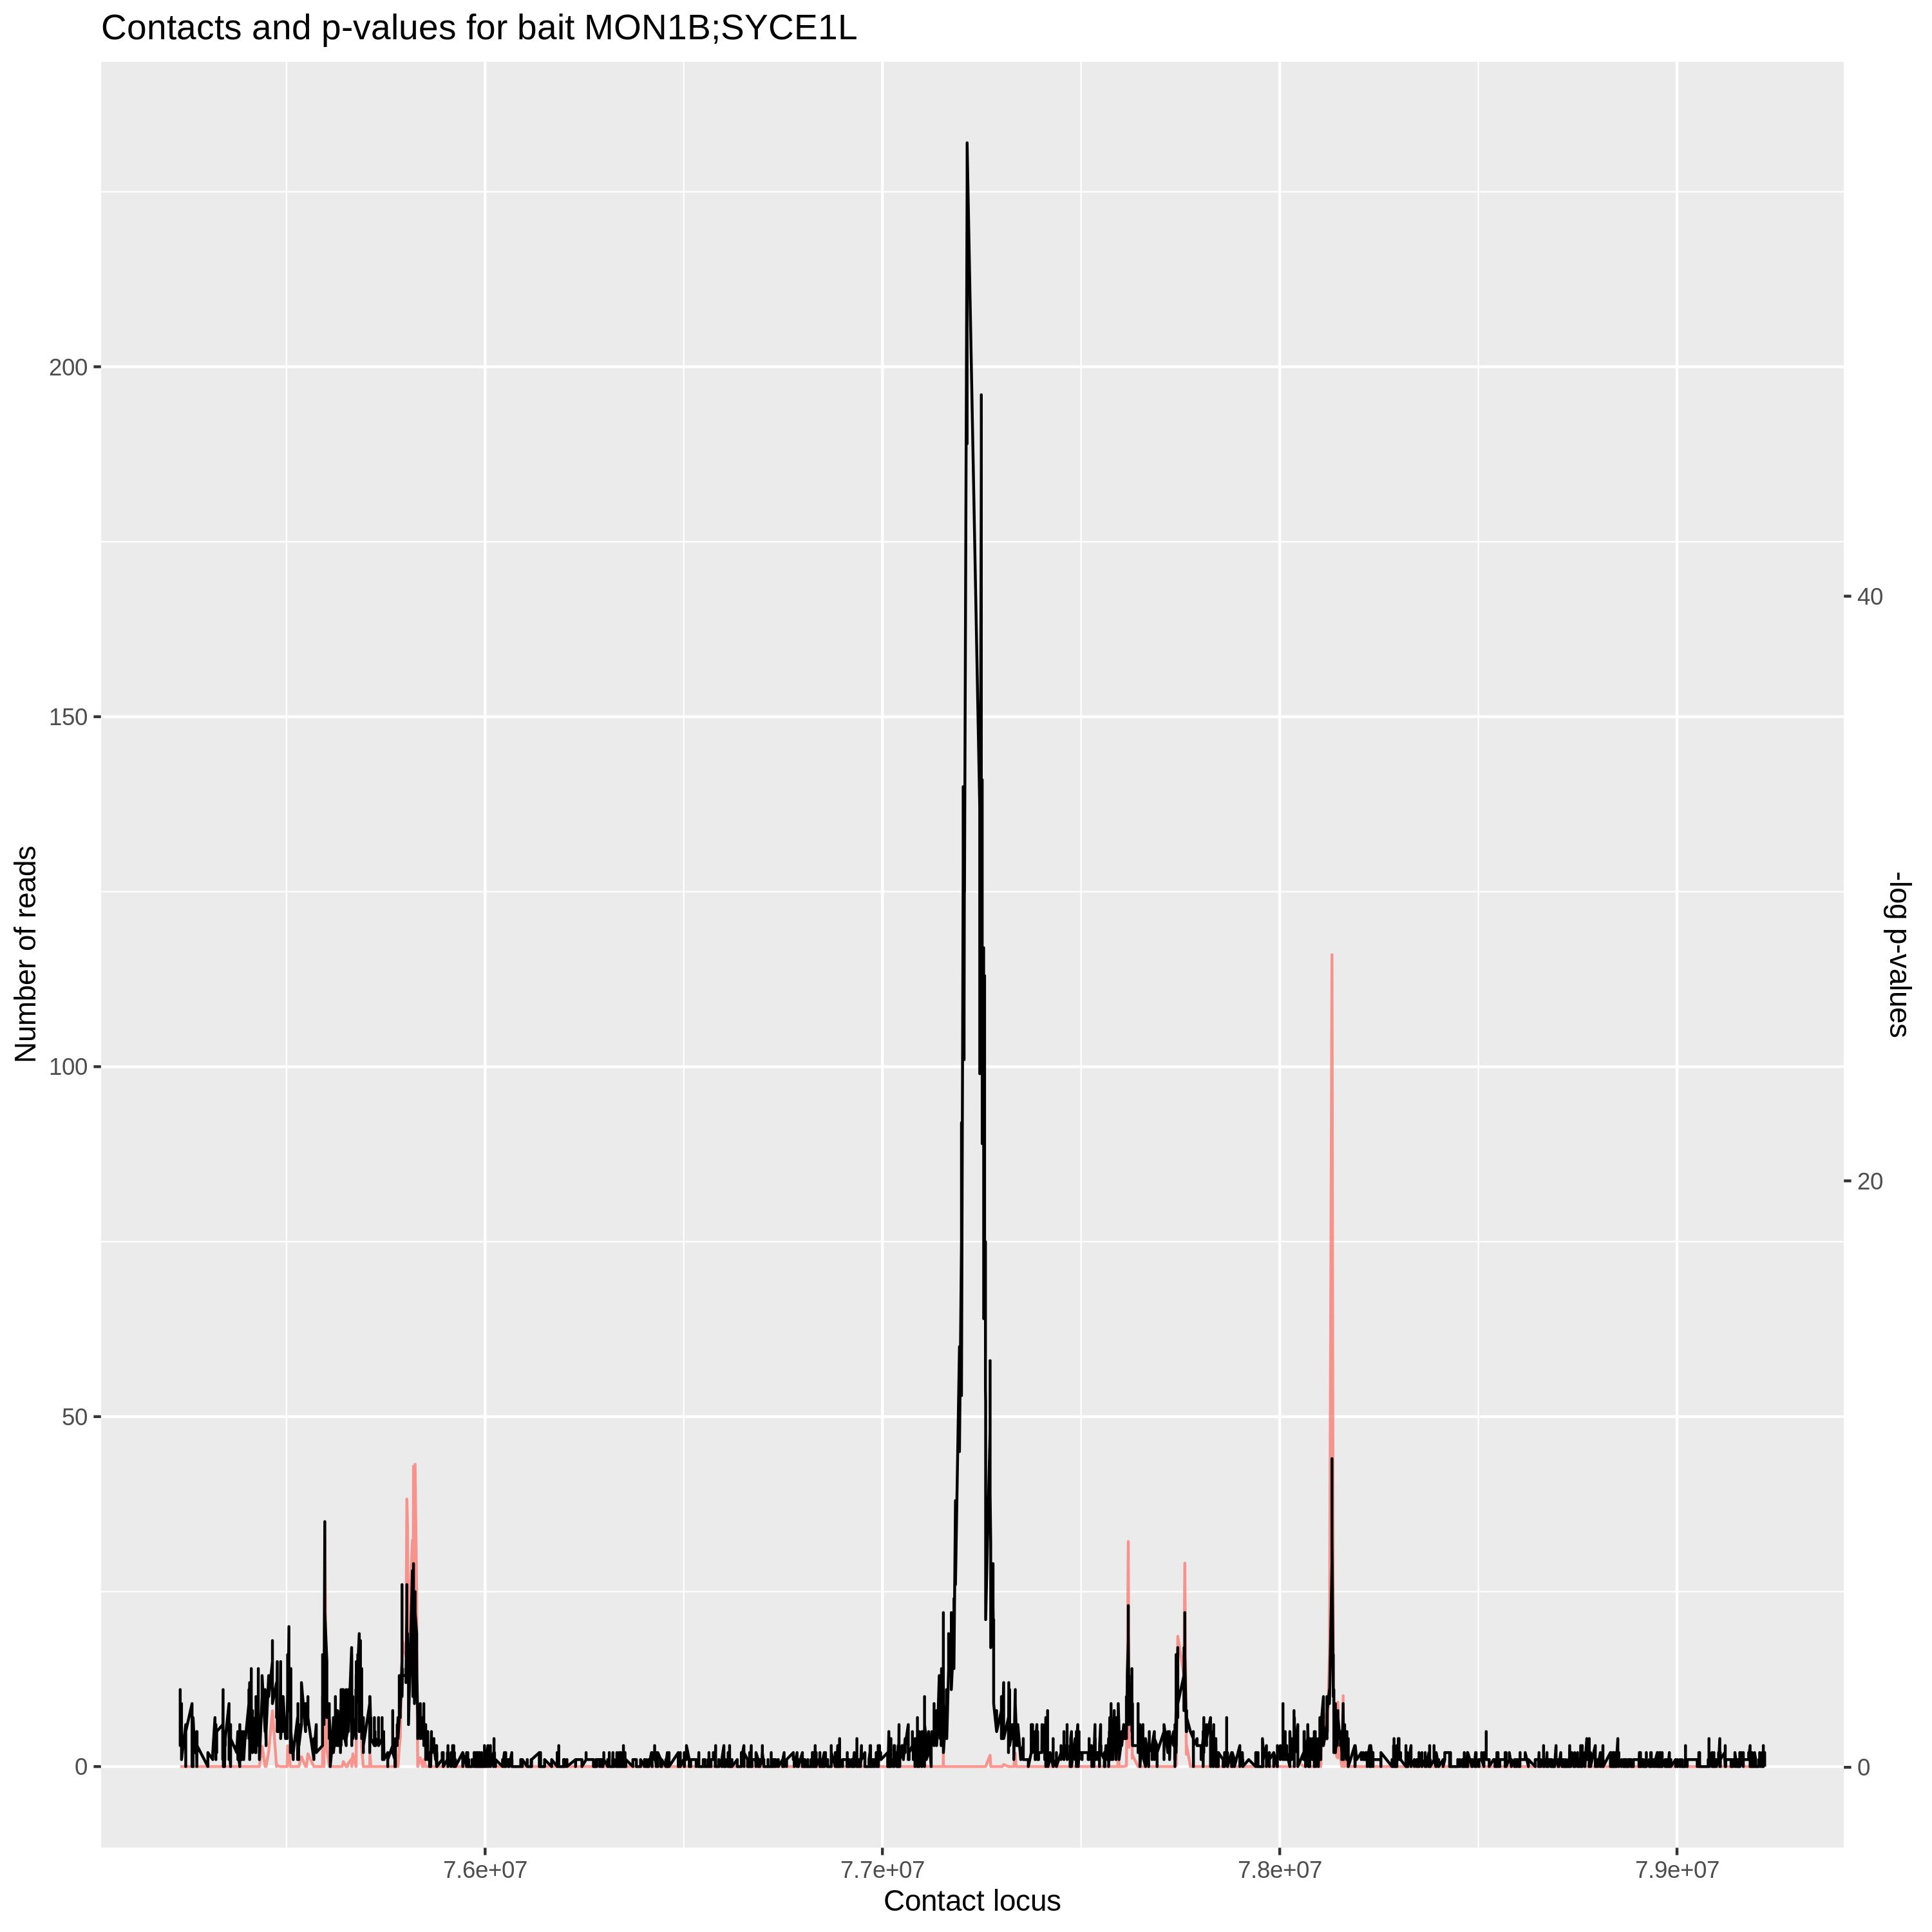 Contacts and p-values for bait MON1B;SYCE1L
Number of reads
200
150
100
50
0
40
20
0
-log p-values
7.6e+07
7.7e+07
7.8e+07
7.9e+07
Contact locus